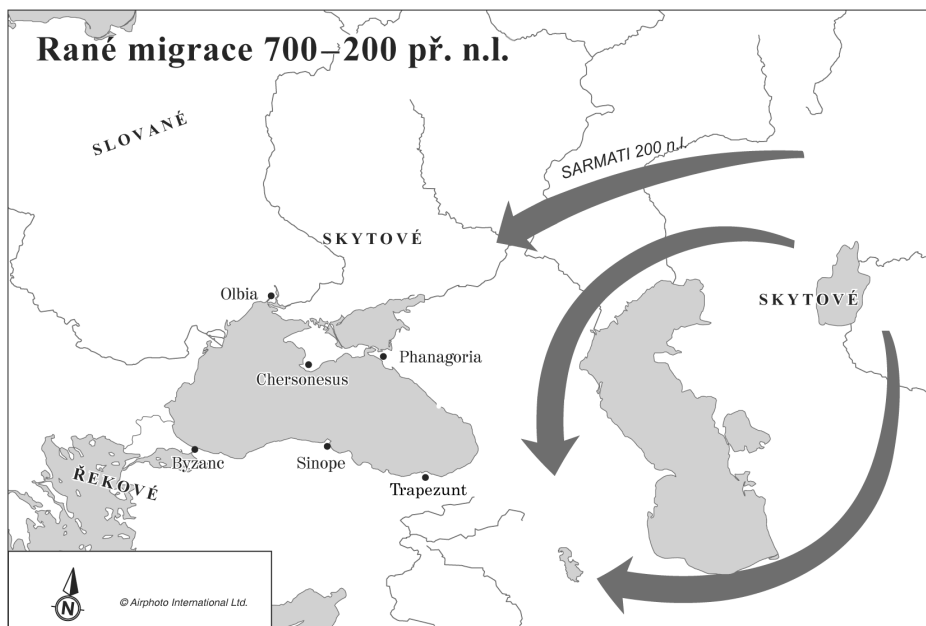 Rané migrace 700–200 př. n.l.
SLOVANÉ
SARMATI 200 n.l.
SKYTOVÉ
Olbia
SKYTOVÉ
Phanagoria
Chersonesus
Byzanc
Sinope
ŘEKOVÉ
Trapezunt
N
© Airphoto International Ltd.